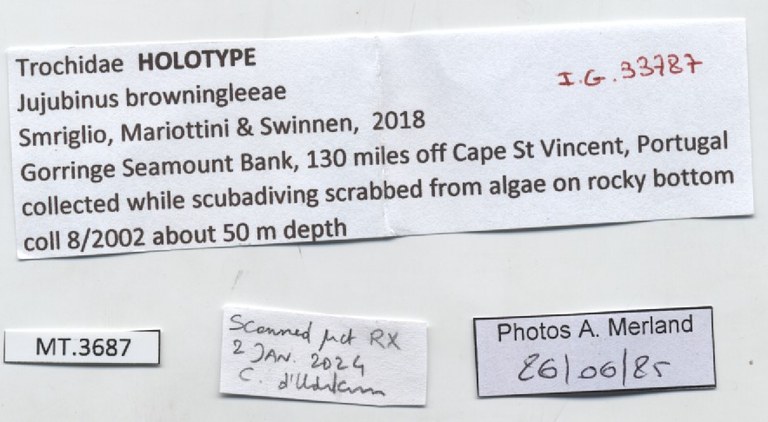 Trochidae HOLOTYPE
I.G. 33787
Jujubinus browningleeae
Smriglio, Mariottini & Swinnen, 2018
Gorringe Seamount Bank, 130 miles off Cape St Vincent, Portugal
collected while scubadiving scrabbed from algae on rocky bottom
coll 8/2002 about 50 m depth
MT.3687
Scanned µct RX
2 JAN. 2024
C.
Photos A. Merland
26/06/25